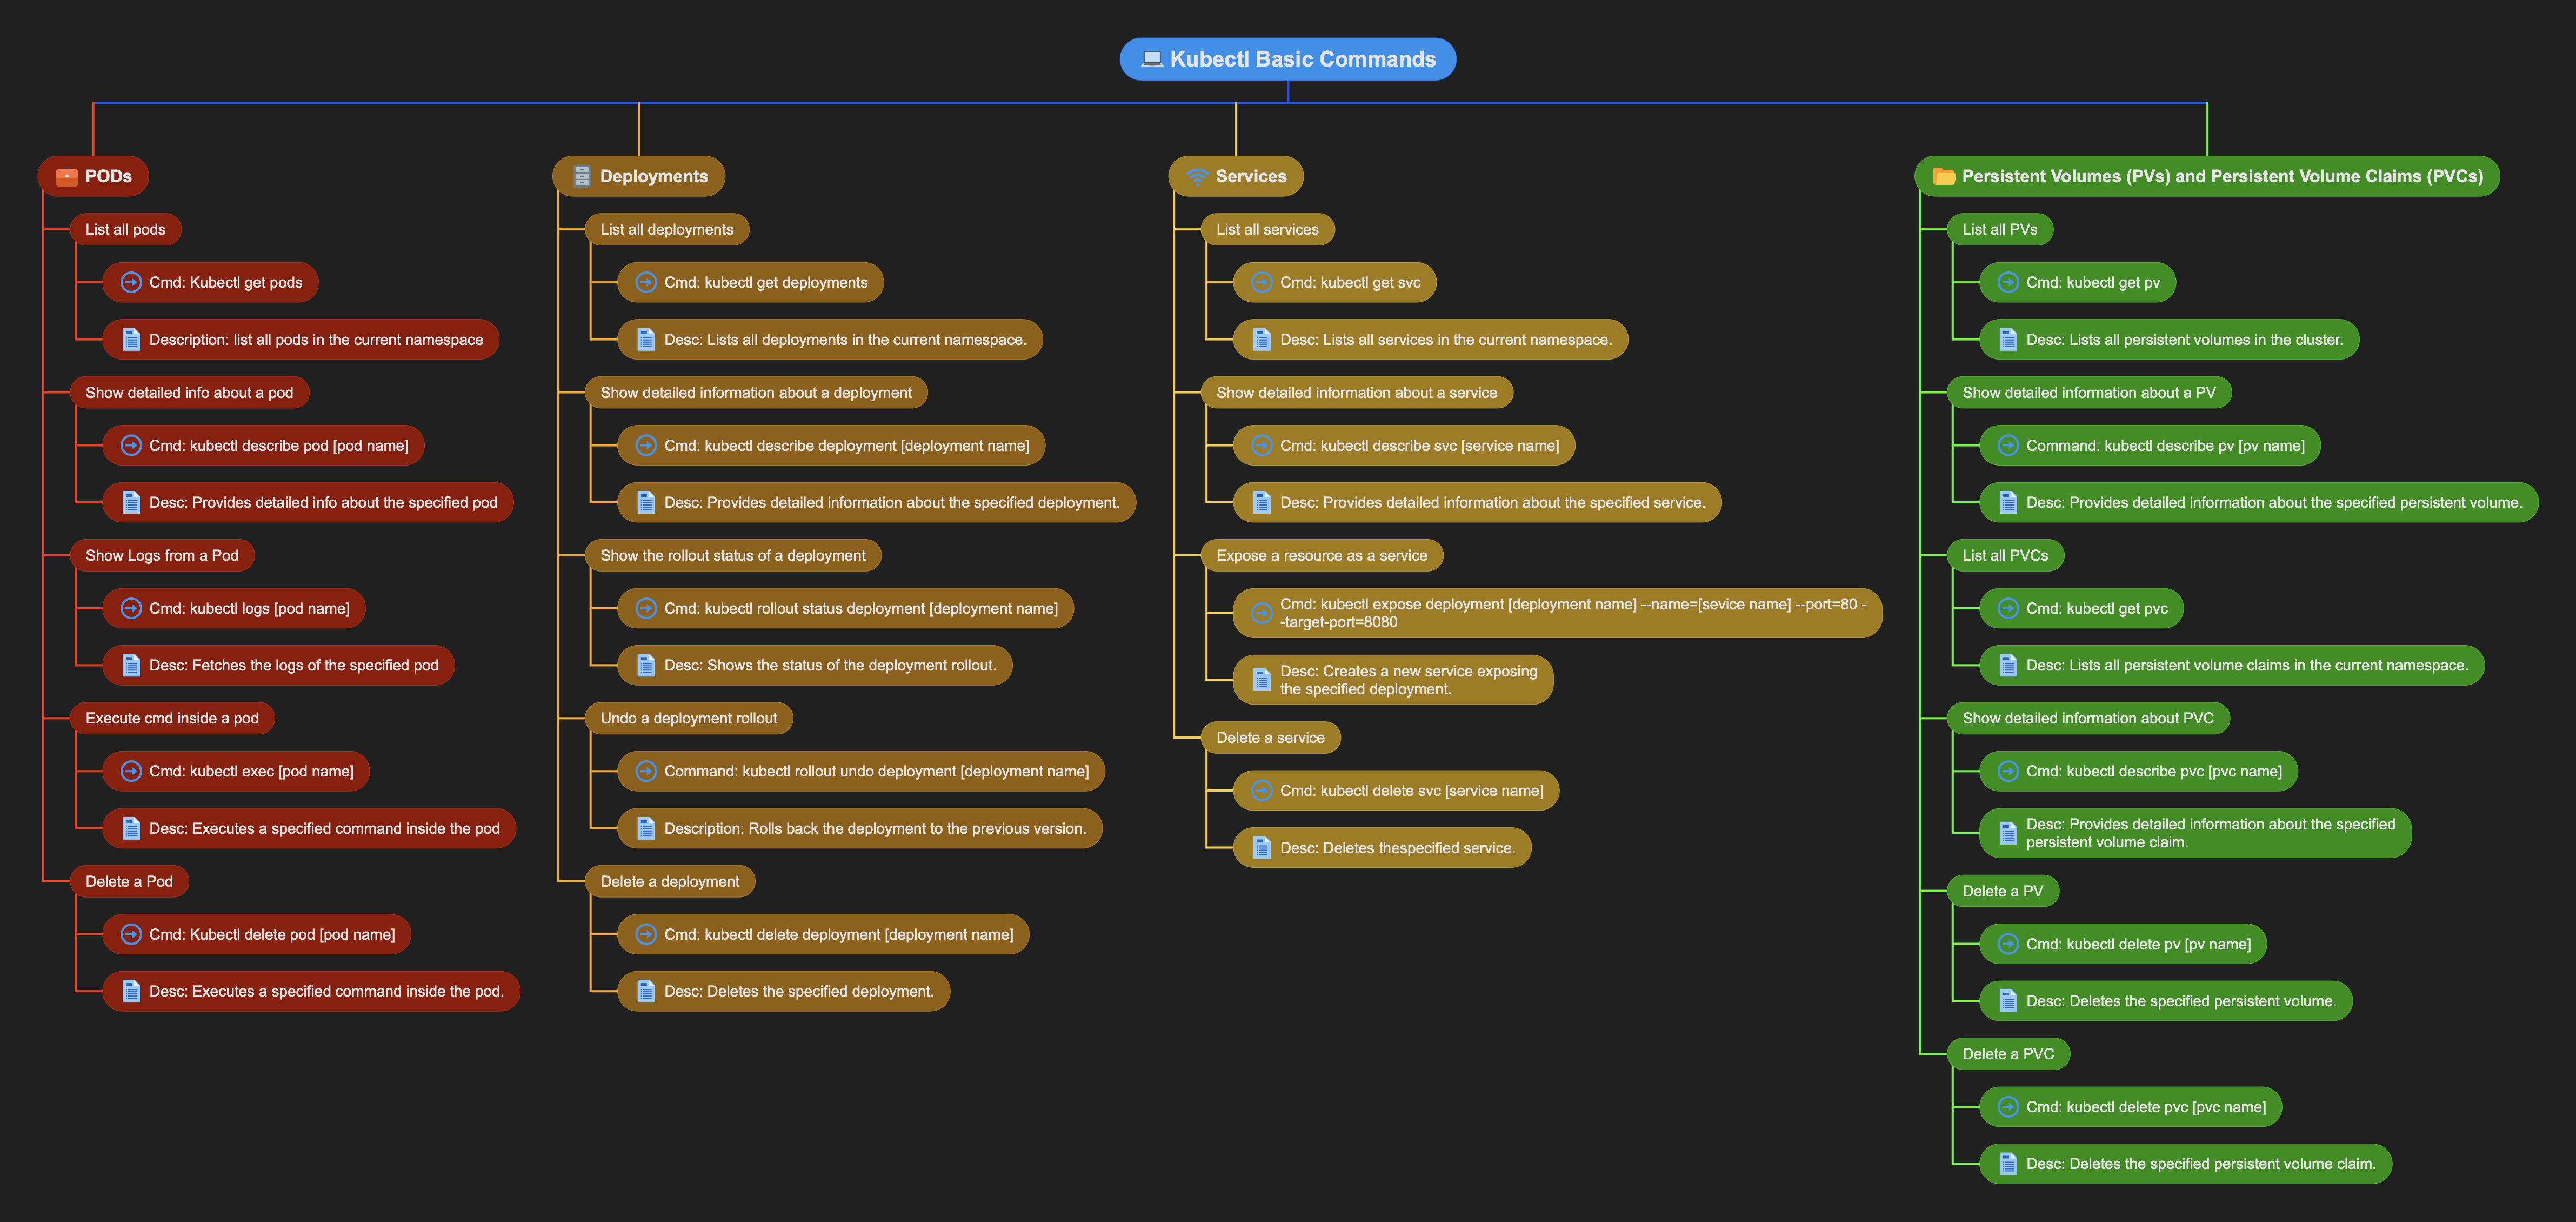 Kubectl Basic Commands
PODs
List all pods
Cmd: Kubectl get pods
Description: list all pods in the current namespace
Show detailed info about a pod
Cmd: kubectl describe pod [pod name]
Desc: Provides detailed info about the specified pod
Show Logs from a Pod
Cmd: kubectl logs [pod name]
Desc: Fetches the logs of the specified pod
Execute cmd inside a pod
Cmd: kubectl exec [pod name]
Desc: Executes a specified command inside the pod
Delete a Pod
Cmd: Kubectl delete pod [pod name]
Desc: Executes a specified command inside the pod.
Deployments
List all deployments
Cmd: kubectl get deployments
Desc: Lists all deployments in the current namespace.
Show detailed information about a deployment
Cmd: kubectl describe deployment [deployment name]
Desc: Provides detailed information about the specified deployment.
Show the rollout status of a deployment
Cmd: kubectl rollout status deployment [deployment name]
Desc: Shows the status of the deployment rollout.
Undo a deployment rollout
Command: kubectl rollout undo deployment [deployment name]
Description: Rolls back the deployment to the previous version.
Delete a deployment
Cmd: kubectl delete deployment [deployment name]
Desc: Deletes the specified deployment.
Services
List all services
Cmd: kubectl get svc
Desc: Lists all services in the current namespace.
Show detailed information about a service
Cmd: kubectl describe svc [service name]
Desc: Provides detailed information about the specified service.
Expose a resource as a service
Cmd: kubectl expose deployment [deployment name] --name=[sevice name] --port=80 -
-target-port=8080
Desc: Creates a new service exposing
the specified deployment.
Delete a service
Cmd: kubectl delete svc [service name]
Desc: Deletes thespecified service.
Persistent Volumes (PVs) and Persistent Volume Claims (PVCs)
List all PVs
Cmd: kubectl get pv
Desc: Lists all persistent volumes in the cluster.
Show detailed information about a PV
Command: kubectl describe pv [pv name]
Desc: Provides detailed information about the specified persistent volume.
List all PVCs
Cmd: kubectl get pvc
Desc: Lists all persistent volume claims in the current namespace.
Show detailed information about PVC
Cmd: kubectl describe pvc [pvc name]
Desc: Provides detailed information about the specified
persistent volume claim.
Delete a PV
Cmd: kubectl delete pv [pv name]
Desc: Deletes the specified persistent volume.
Delete a PVC
Cmd: kubectl delete pvc [pvc name]
Desc: Deletes the specified persistent volume claim.